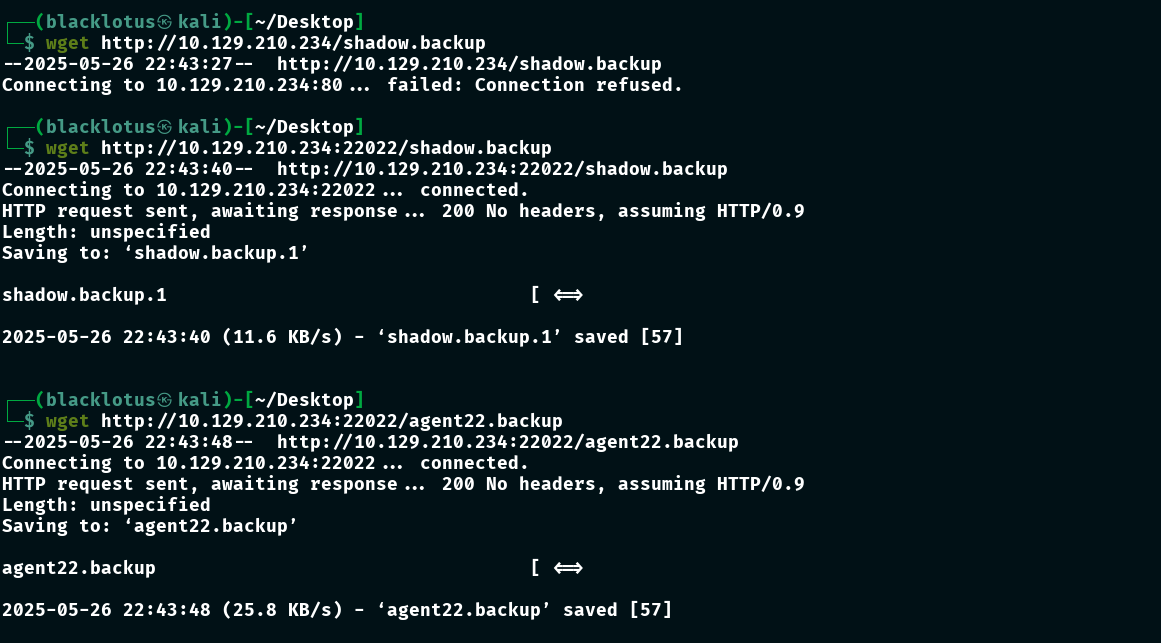 ┌──(blacklotus㉿kali)-[~/Desktop]
└─$ wget http://10.129.210.234/shadow.backup
--2025-05-26 22:43:27--  http://10.129.210.234/shadow.backup
Connecting to 10.129.210.234:80... failed: Connection refused.
┌──(blacklotus㉿kali)-[~/Desktop]
└─$ wget http://10.129.210.234:22022/shadow.backup
--2025-05-26 22:43:40--  http://10.129.210.234:22022/shadow.backup
Connecting to 10.129.210.234:22022... connected.
HTTP request sent, awaiting response... 200 No headers, assuming HTTP/0.9
Length: unspecified
Saving to: ‘shadow.backup.1’
shadow.backup.1 [ <=>
2025-05-26 22:43:40 (11.6 KB/s) - ‘shadow.backup.1’ saved [57]
┌──(blacklotus㉿kali)-[~/Desktop]
└─$ wget http://10.129.210.234:22022/agent22.backup
--2025-05-26 22:43:48--  http://10.129.210.234:22022/agent22.backup
Connecting to 10.129.210.234:22022... connected.
HTTP request sent, awaiting response... 200 No headers, assuming HTTP/0.9
Length: unspecified
Saving to: ‘agent22.backup’
agent22.backup [ <=>
2025-05-26 22:43:48 (25.8 KB/s) - ‘agent22.backup’ saved [57]